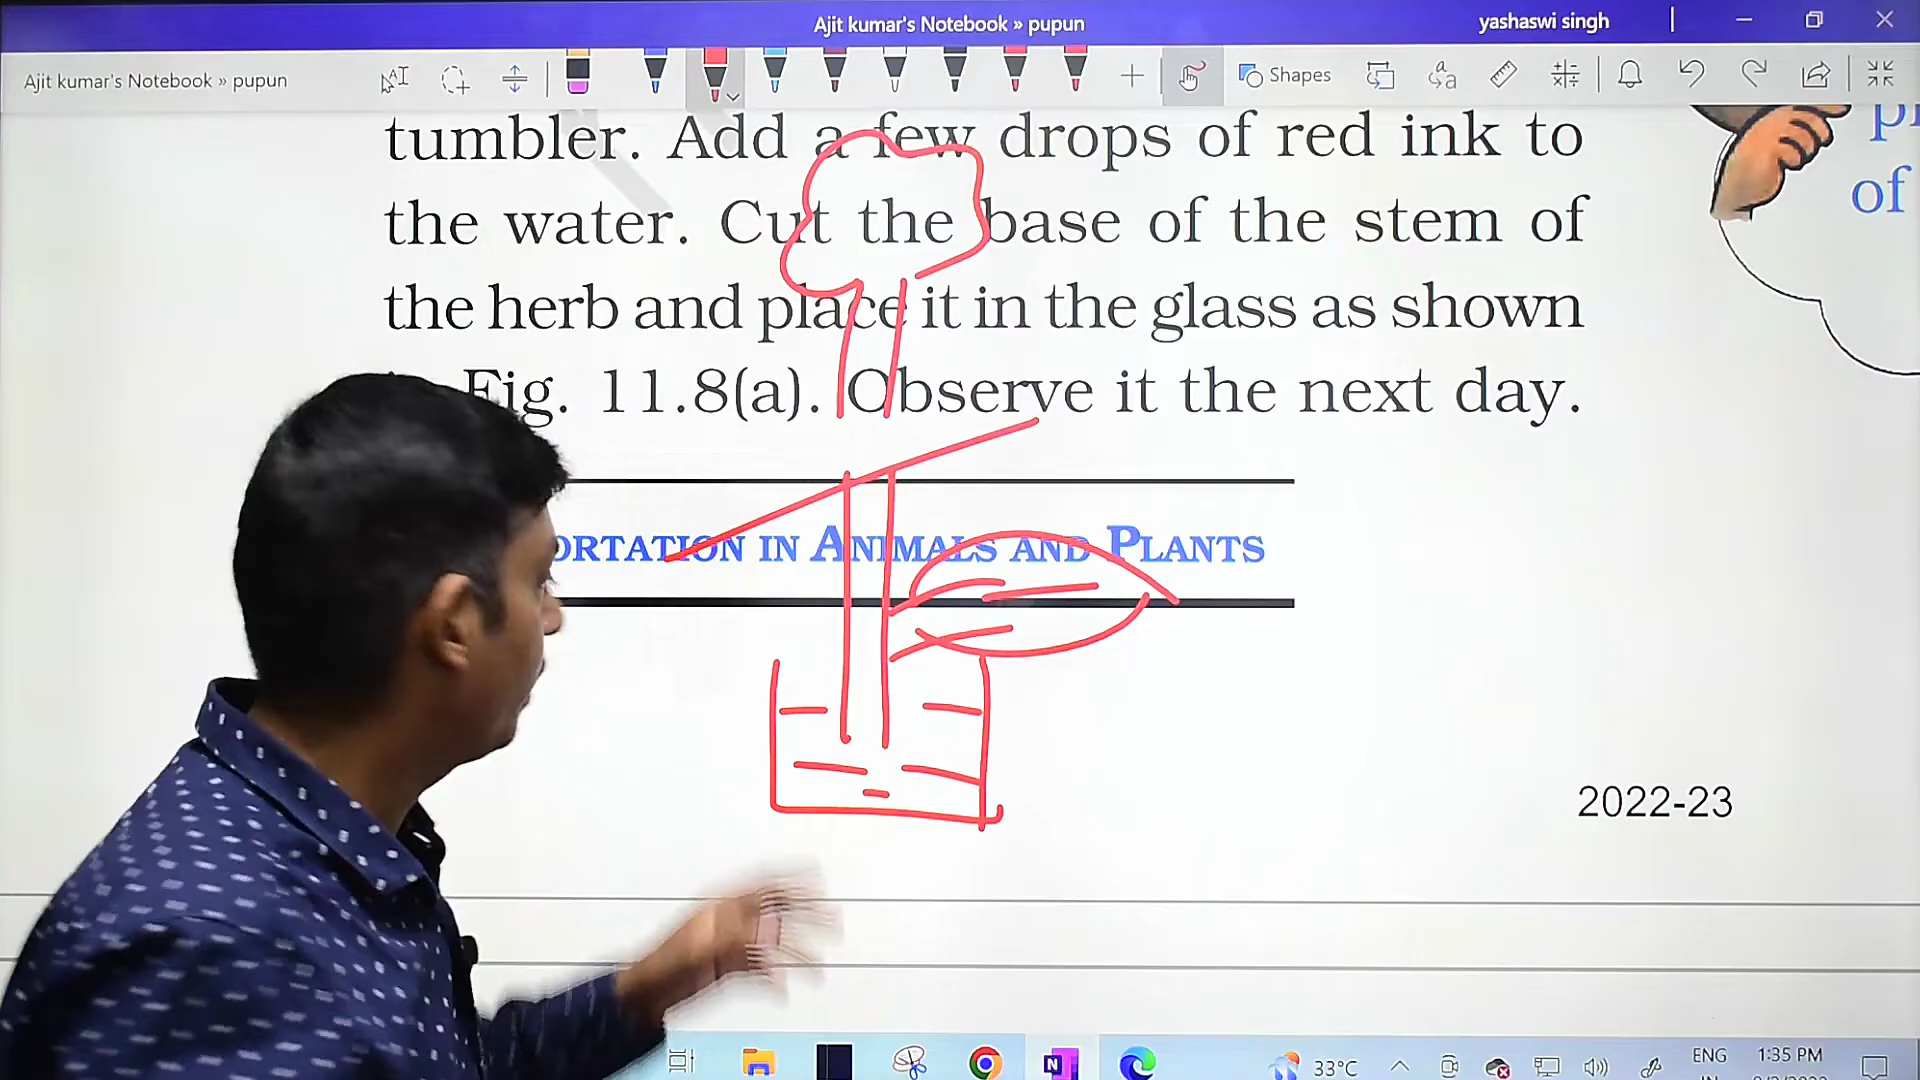 Ajit kumar's Notebook » pupun
yashaswi singh
Ajit kumar's Notebook » pupun
Shapes
tumbler. Add a few drops of red ink to
the water. Cut the base of the stem of
of
the herb and place it in the glass as shown
Fig. 11.8(a). Observe it the next day.
ORTATION IN ANIMALS AND PLANTS
2022-23
33°C
ENG
1:35 PM